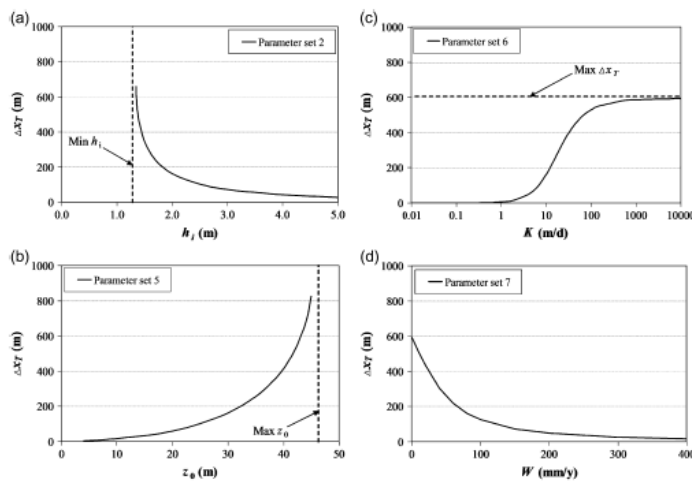 (a)
1000
800
600
400
200
0
Δx_T (m)
Parameter set 2
Min h_i
0.0 1.0 2.0 3.0 4.0 5.0
h_i (m)
(c)
1000
800
600
400
200
0
Δx_T (m)
Parameter set 6
Max Δx_T
0.01 0.1 1 10 100 1000 10000
K (m/d)
(b)
1000
800
600
400
200
0
Δx_T (m)
Parameter set 5
Max z_0
0 10 20 30 40 50
z_0 (m)
(d)
1000
800
600
400
200
0
Δx_T (m)
Parameter set 7
0 100 200 300 400
W (mm/y)